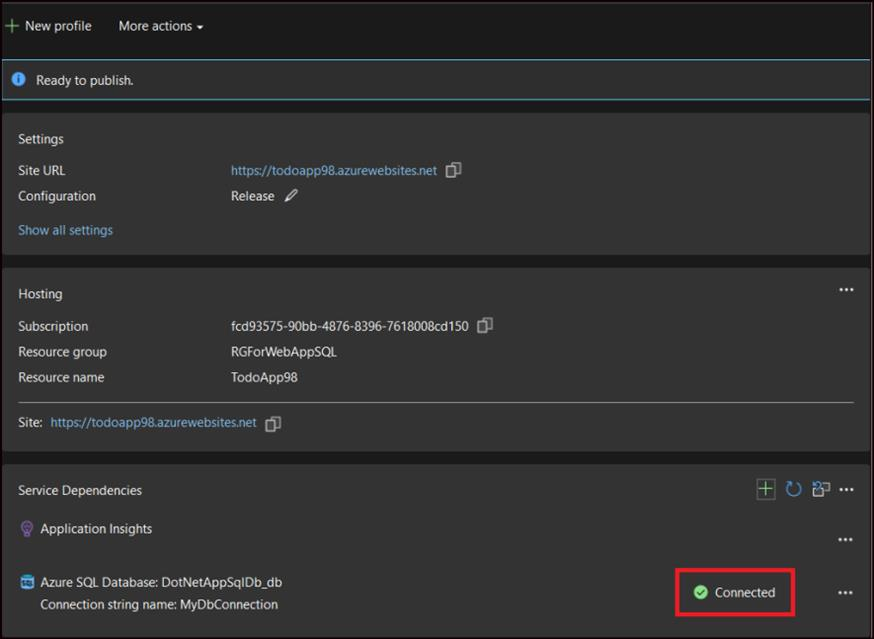 New profile More actions
Ready to publish.
Settings
Site URL https://todoapp98.azurewebsites.net
Configuration Release
Show all settings
Hosting
Subscription fcd93575-90bb-4876-8396-7618008cd150
Resource group RGForWebAppSQL
Resource name TodoApp98
Site: https://todoapp98.azurewebsites.net
Service Dependencies
Application Insights
Azure SQL Database: DotNetAppSqlDb_db
Connection string name: MyDbConnection
Connected